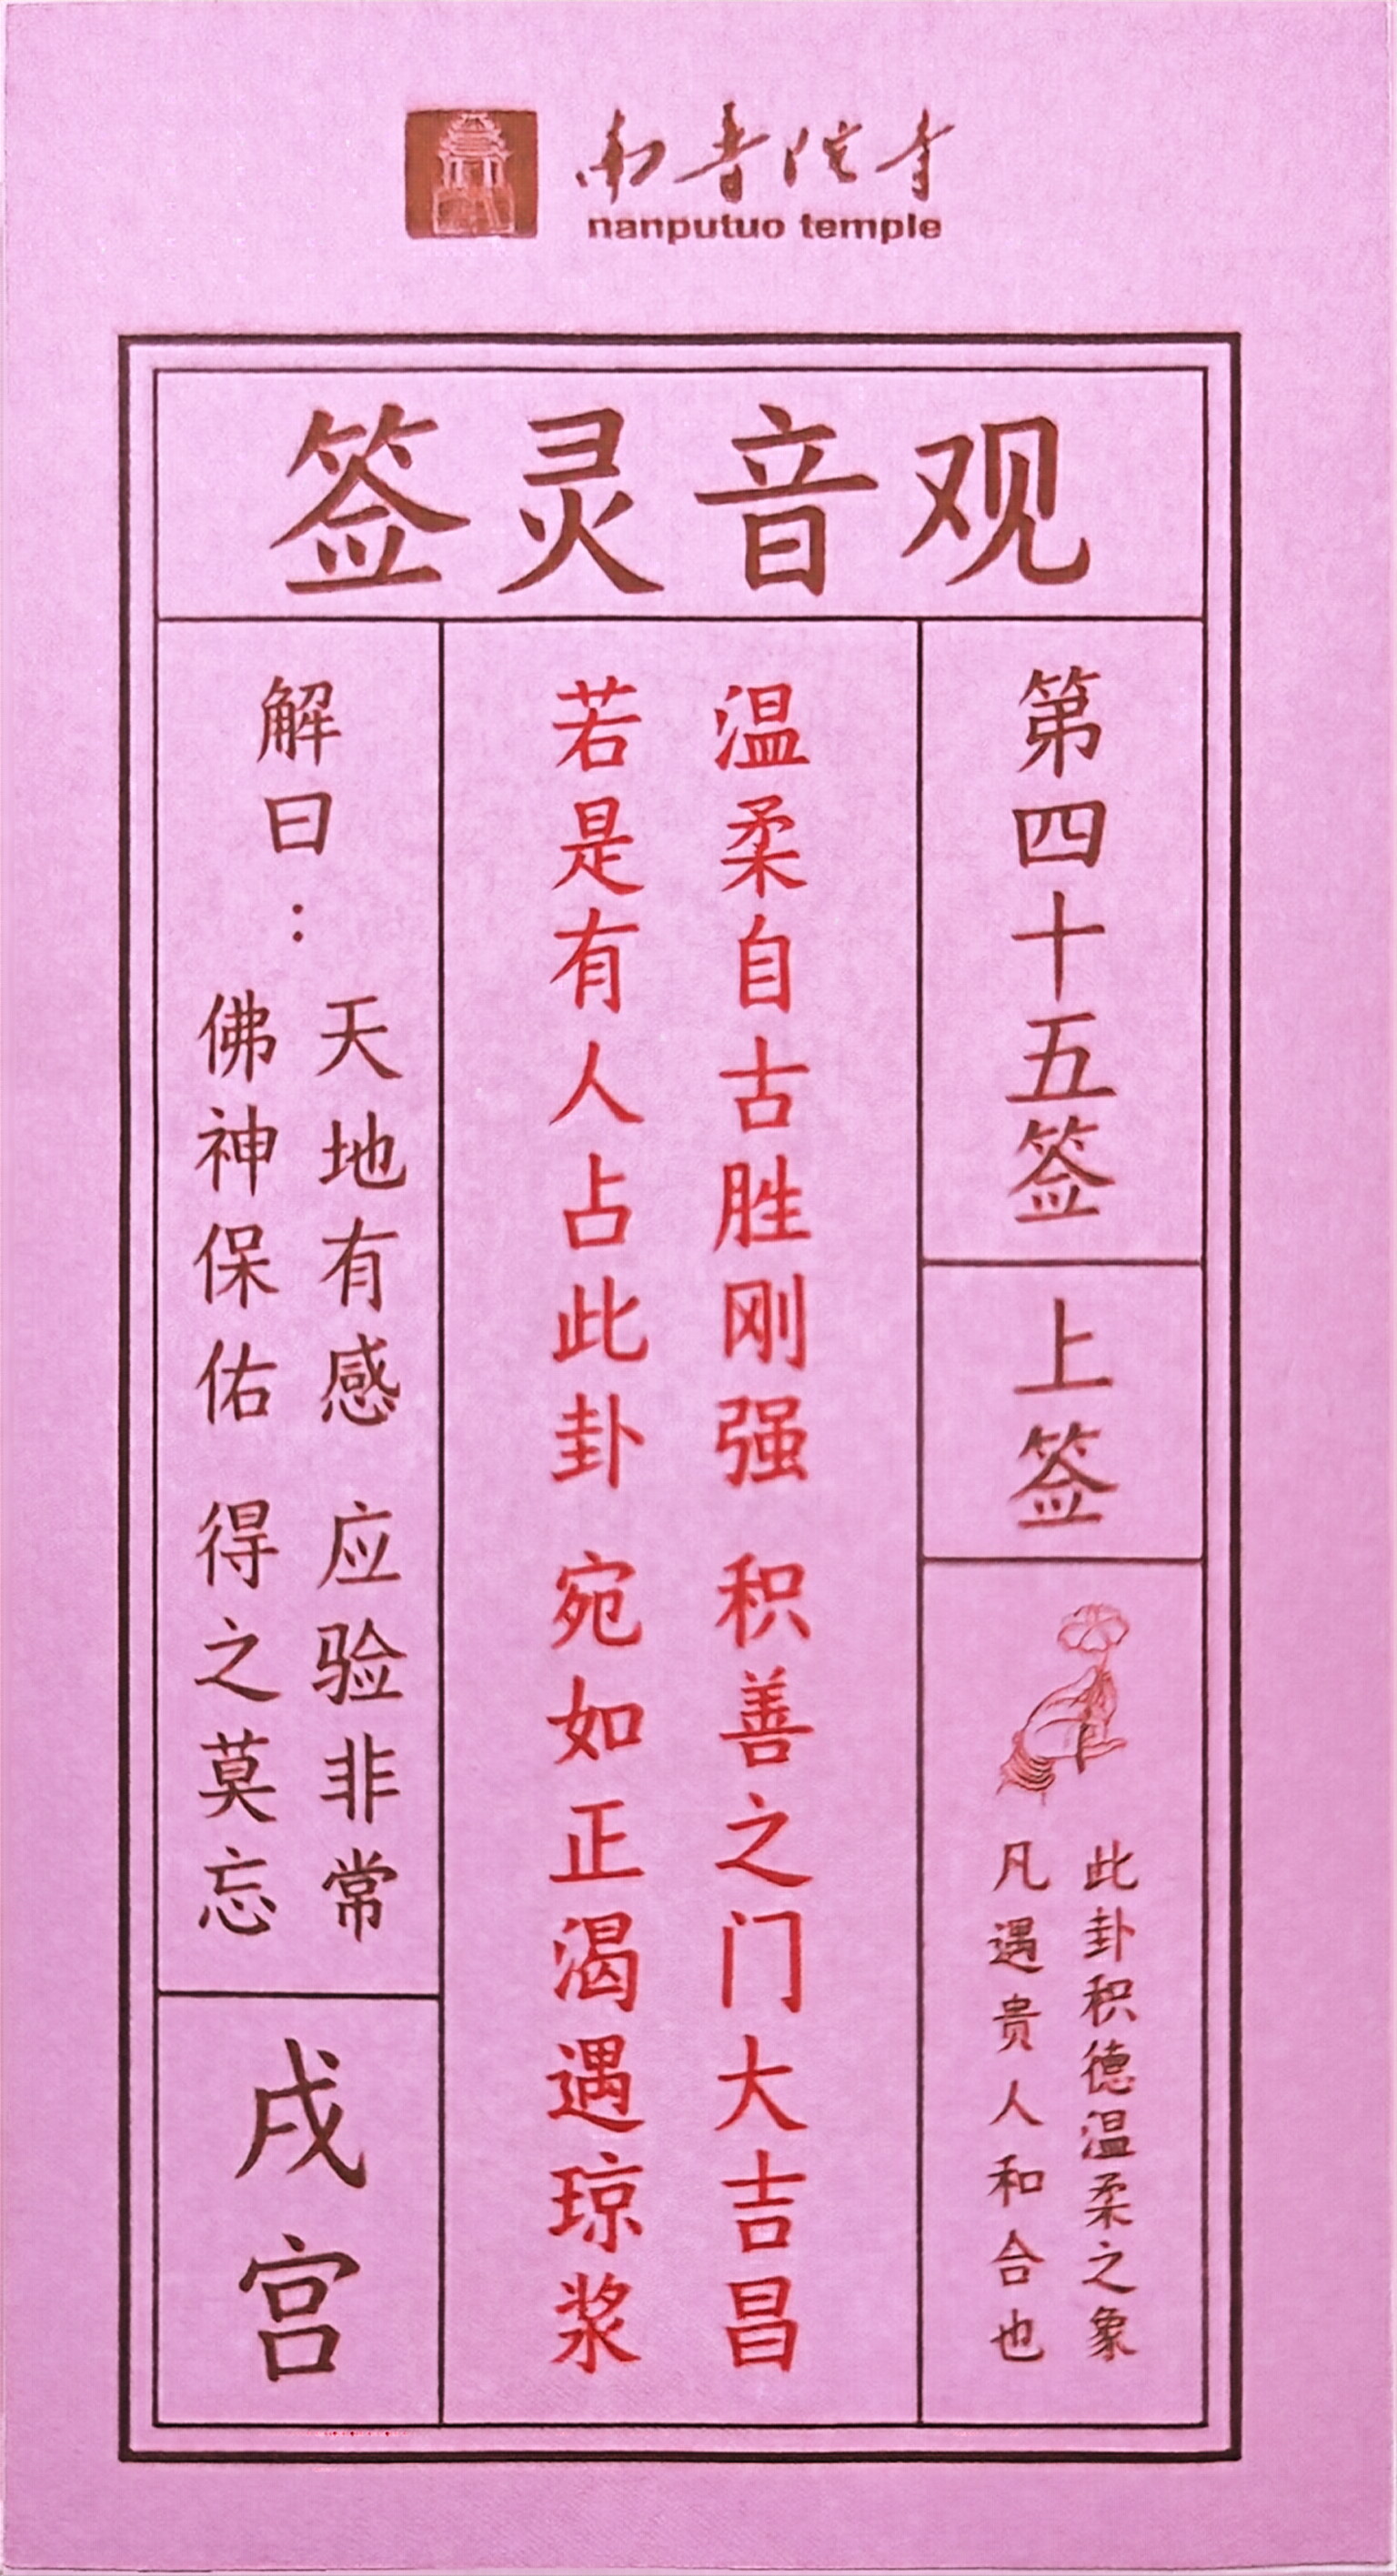 南普陀寺
nanputuo temple
观音灵签
第四十五签
上签
此卦积德温柔之象
凡遇贵人和合也
温柔自古胜刚强 积善之门大吉昌
若是有人占此卦 宛如正渴遇琼浆
解曰：
天地有感 应验非常
佛神保佑 得之莫忘
戌宫